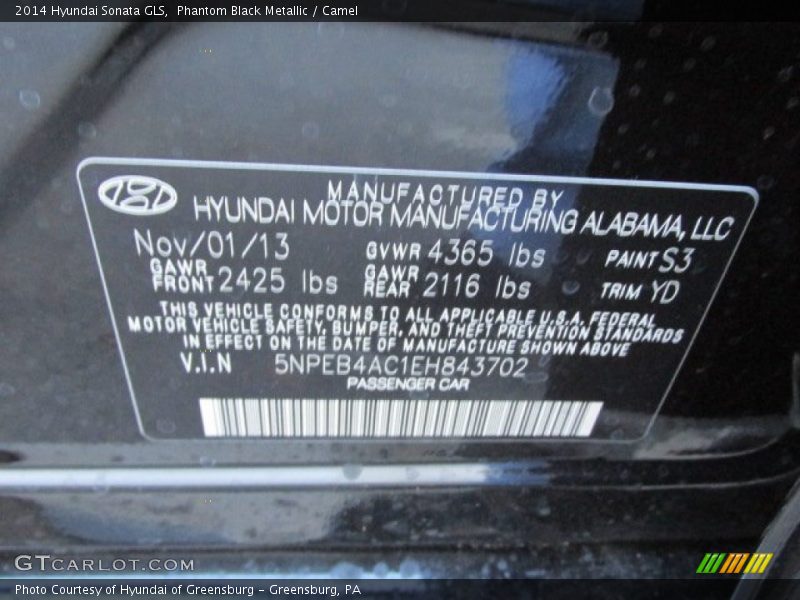 2014 Hyundai Sonata GLS, Phantom Black Metallic / Camel
MANUFACTURED BY
HYUNDAI MOTOR MANUFACTURING ALABAMA, LLC
Nov/01/13 GVWR 4365 lbs PAINT S3
GAWR FRONT 2425 lbs GAWR REAR 2116 lbs TRIM YD
THIS VEHICLE CONFORMS TO ALL APPLICABLE U.S.A. FEDERAL
MOTOR VEHICLE SAFETY, BUMPER, AND THEFT PREVENTION STANDARDS
IN EFFECT ON THE DATE OF MANUFACTURE SHOWN ABOVE
V.I.N 5NPEB4AC1EH843702
PASSENGER CAR
GTCARLOT.COM
Photo Courtesy of Hyundai of Greensburg - Greensburg, PA